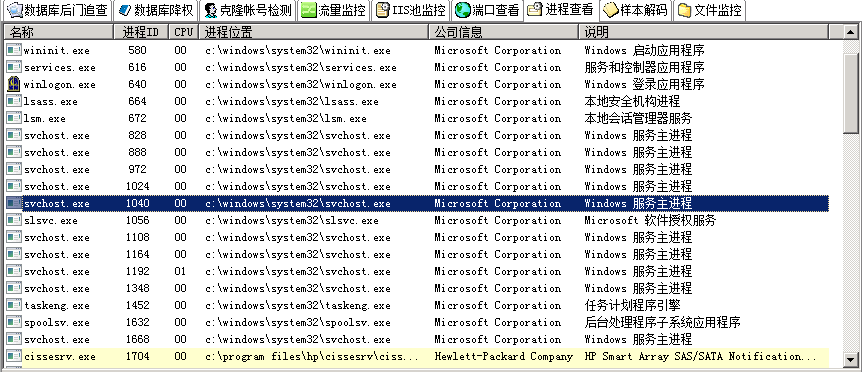 数据库后门追查 数据库降权 克隆帐号检测 流量监控 IIS池监控 端口查看 进程查看 样本解码 文件监控
名称 进程ID CPU 进程位置 公司信息 说明
wininit.exe 580 00 c:\windows\system32\wininit.exe Microsoft Corporation Windows 启动应用程序
services.exe 616 00 c:\windows\system32\services.exe Microsoft Corporation 服务和控制器应用程序
winlogon.exe 640 00 c:\windows\system32\winlogon.exe Microsoft Corporation Windows 登录应用程序
lsass.exe 664 00 c:\windows\system32\lsass.exe Microsoft Corporation 本地安全机构进程
lsm.exe 672 00 c:\windows\system32\lsm.exe Microsoft Corporation 本地会话管理器服务
svchost.exe 828 00 c:\windows\system32\svchost.exe Microsoft Corporation Windows 服务主进程
svchost.exe 888 00 c:\windows\system32\svchost.exe Microsoft Corporation Windows 服务主进程
svchost.exe 972 00 c:\windows\system32\svchost.exe Microsoft Corporation Windows 服务主进程
svchost.exe 1024 00 c:\windows\system32\svchost.exe Microsoft Corporation Windows 服务主进程
svchost.exe 1040 00 c:\windows\system32\svchost.exe Microsoft Corporation Windows 服务主进程
slsvc.exe 1056 00 c:\windows\system32\slsvc.exe Microsoft Corporation Microsoft 软件授权服务
svchost.exe 1108 00 c:\windows\system32\svchost.exe Microsoft Corporation Windows 服务主进程
svchost.exe 1164 00 c:\windows\system32\svchost.exe Microsoft Corporation Windows 服务主进程
svchost.exe 1192 01 c:\windows\system32\svchost.exe Microsoft Corporation Windows 服务主进程
svchost.exe 1348 00 c:\windows\system32\svchost.exe Microsoft Corporation Windows 服务主进程
taskeng.exe 1452 00 c:\windows\system32\taskeng.exe Microsoft Corporation 任务计划程序引擎
spoolsv.exe 1632 00 c:\windows\system32\spoolsv.exe Microsoft Corporation 后台处理程序子系统应用程序
svchost.exe 1668 00 c:\windows\system32\svchost.exe Microsoft Corporation Windows 服务主进程
cissesrv.exe 1704 00 c:\program files\hp\cissesrv\ciss... Hewlett-Packard Company HP Smart Array SAS/SATA Notification...